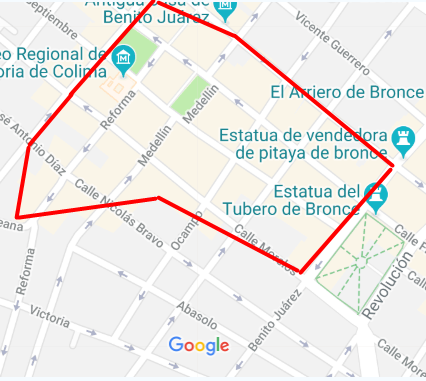 Antigua Casa de
Benito Juárez
septiembre
Vicente Guerrero
eo Regional de
oria de Colima
El Arriero de Bronce
Medellín
Reforma
Estatua de vendedora
de pitaya de bronce
José Antonio Díaz
Medellín
Estatua del
Tubero de Bronce
Calle Nicolás Bravo
Ocampo
eana
Calle F
Calle Morelos
Reforma
Revolución
Benito Juárez
Abasolo
Victoria
Google
Calle More